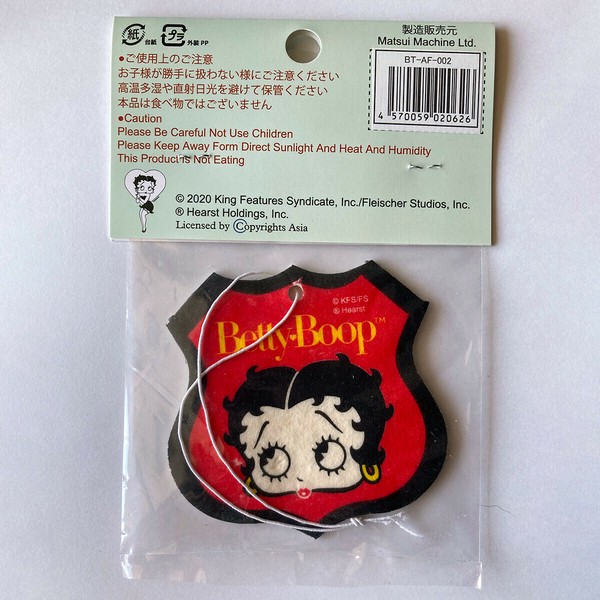 紙 台紙 プラ 外装 PP
●ご使用上のご注意
お子様が勝手に扱わない様にご注意ください
高温多湿や直射日光を避けて保管ください
本品は食べ物ではございません
●Caution
Please Be Careful Not Use Children
Please Keep Away Form Direct Sunlight And Heat And Humidity
This Product is Not Eating
製造販売元
Matsui Machine Ltd.
BT-AF-002
4 570059 020626
© 2020 King Features Syndicate, Inc./Fleischer Studios, Inc.
® Hearst Holdings, Inc.
Licensed by Copyrights Asia
© KFS/FS
® Hearst
Betty Boop™